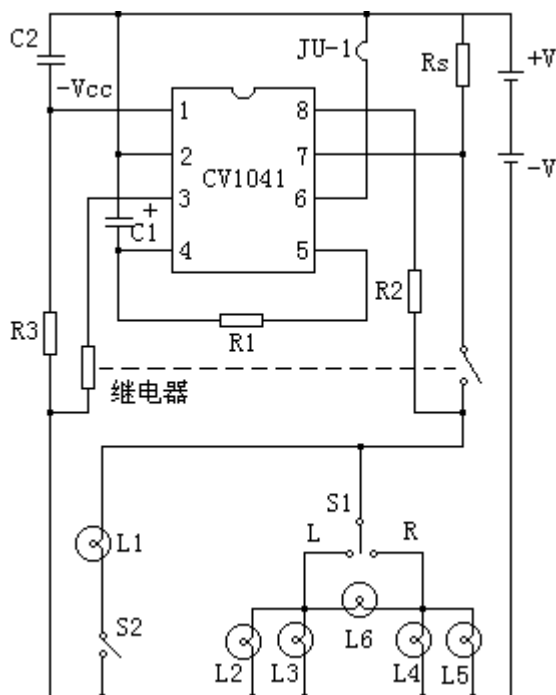 C2
JU-1
Rs
+V
-Vcc
-V
1
8
2
7
CV1041
3
6
+
C1
4
5
R2
R3
R1
继电器
S1
L
R
L1
S2
L6
L2
L3
L4
L5